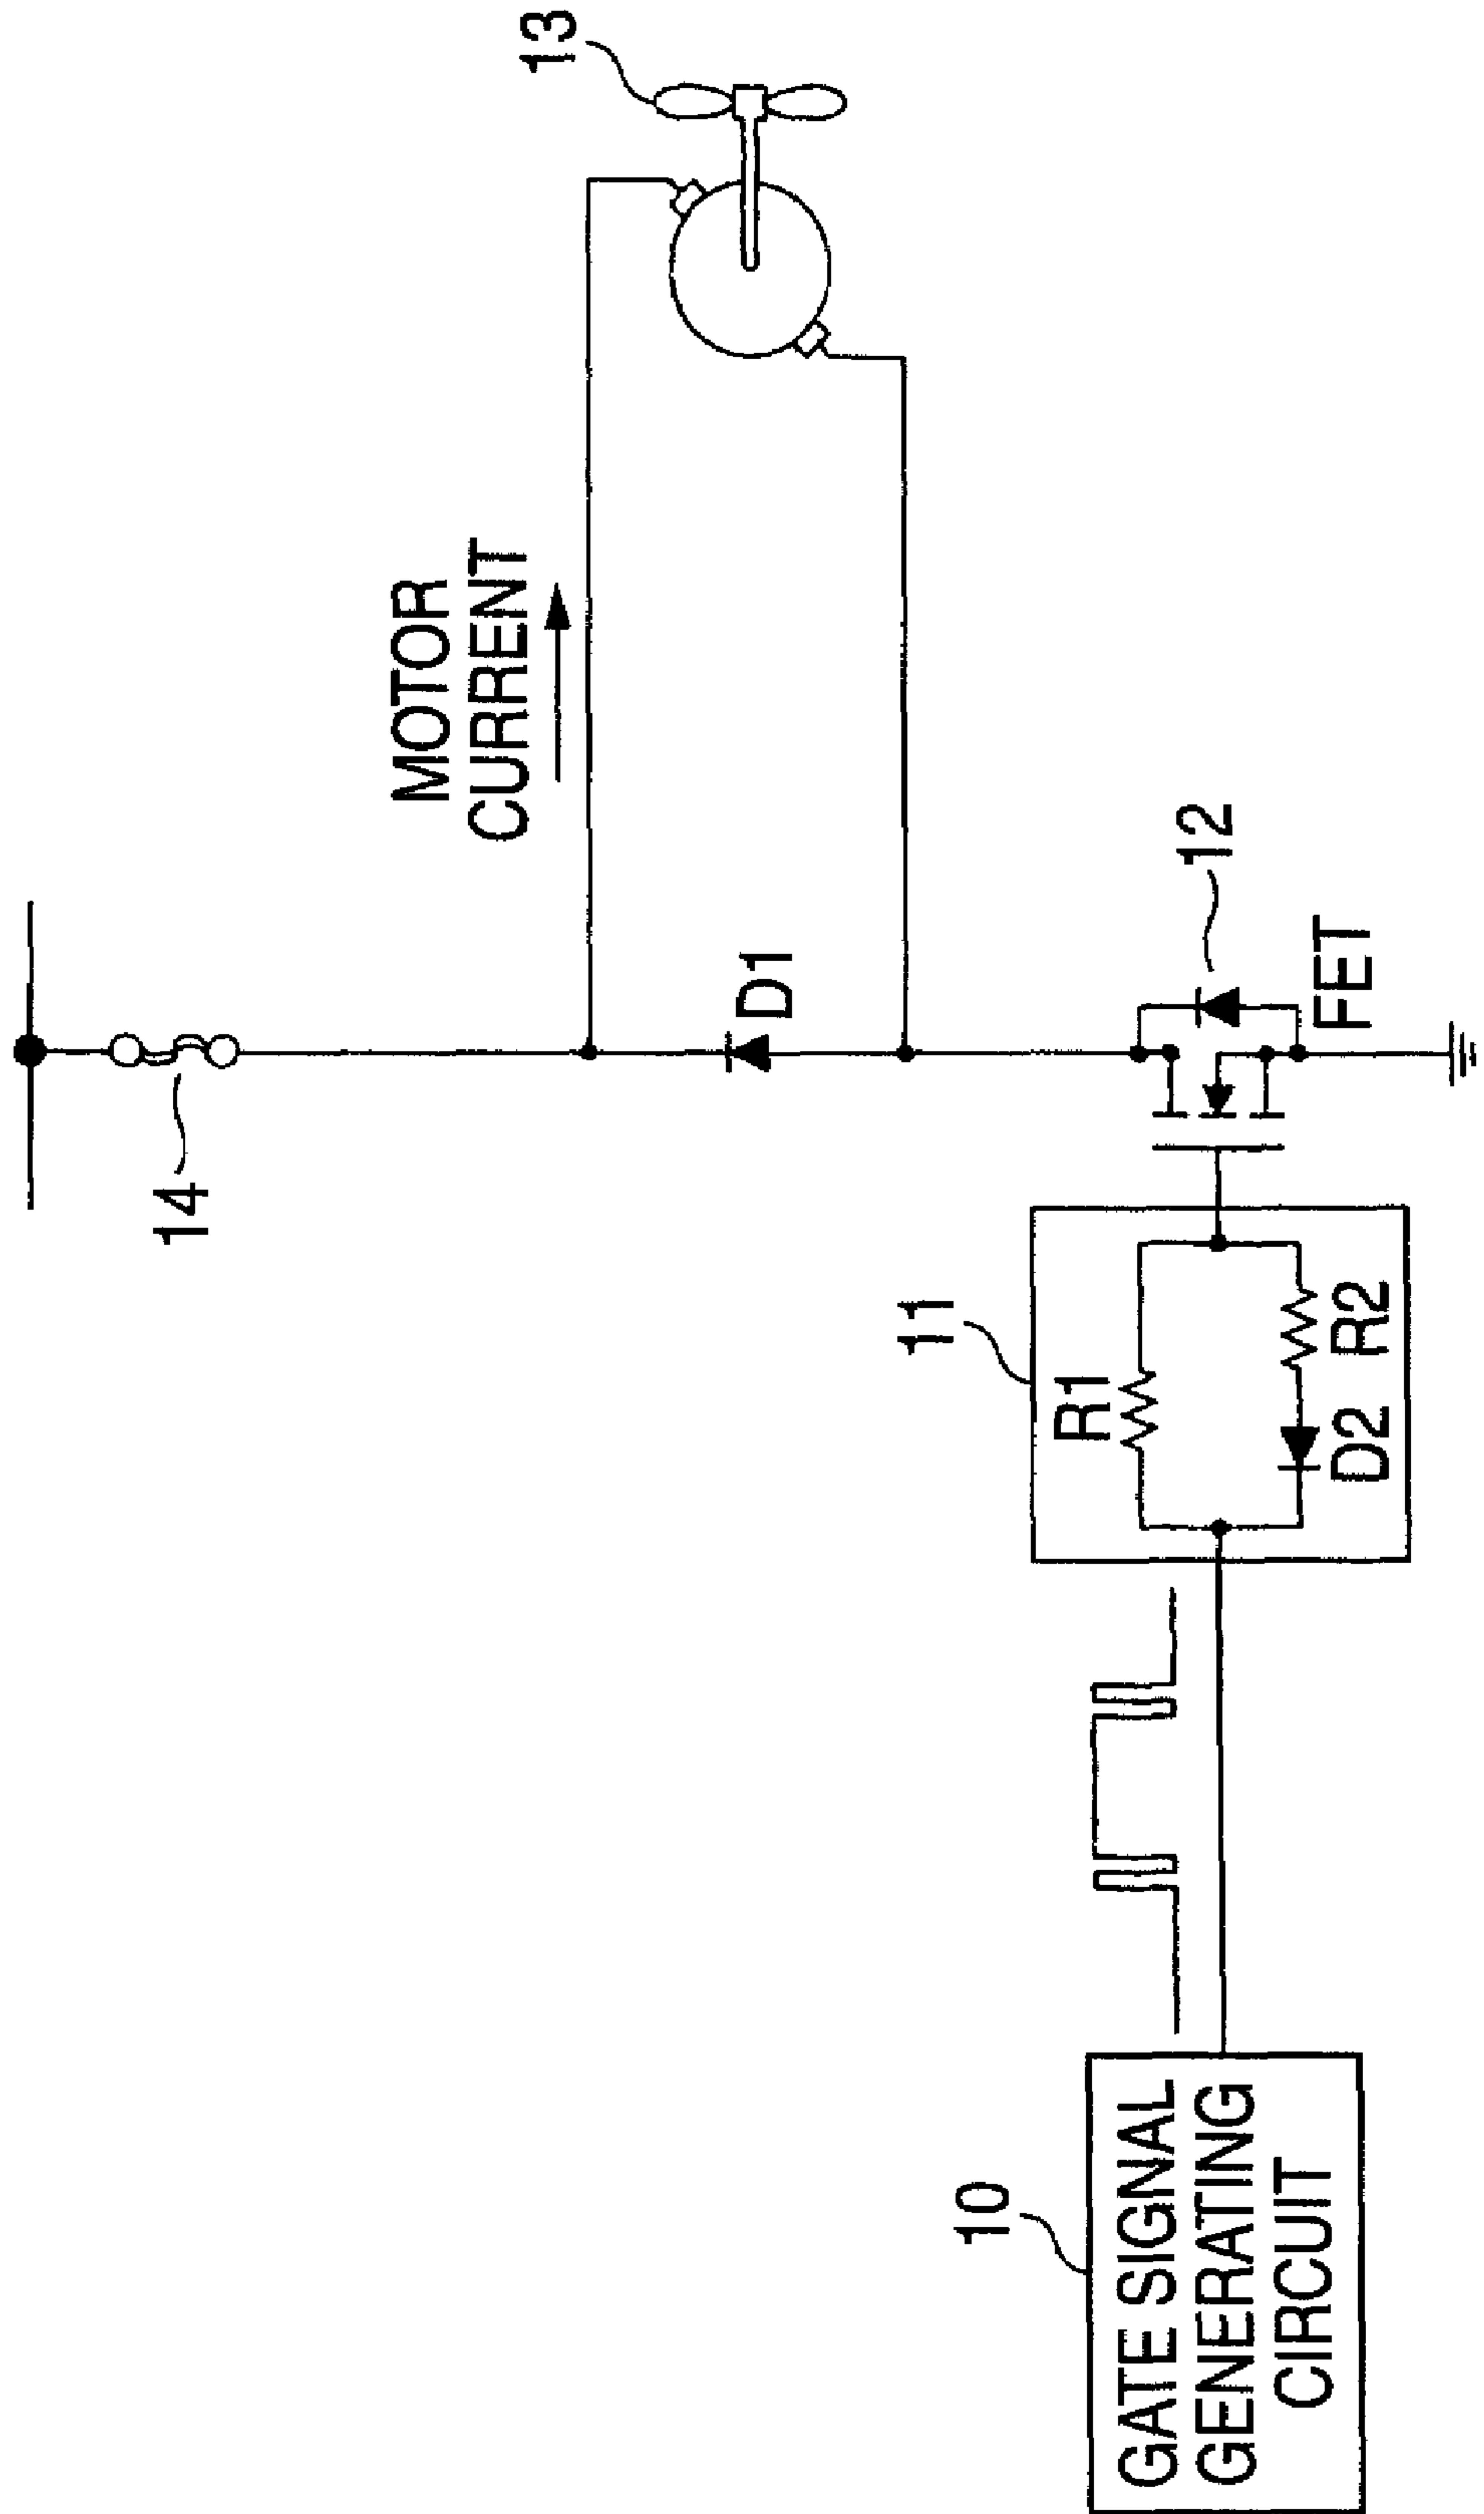 14
MOTOR
CURRENT
13
D1
10
GATE SIGNAL
GENERATING
CIRCUIT
11
R1
D2 R2
12
FET